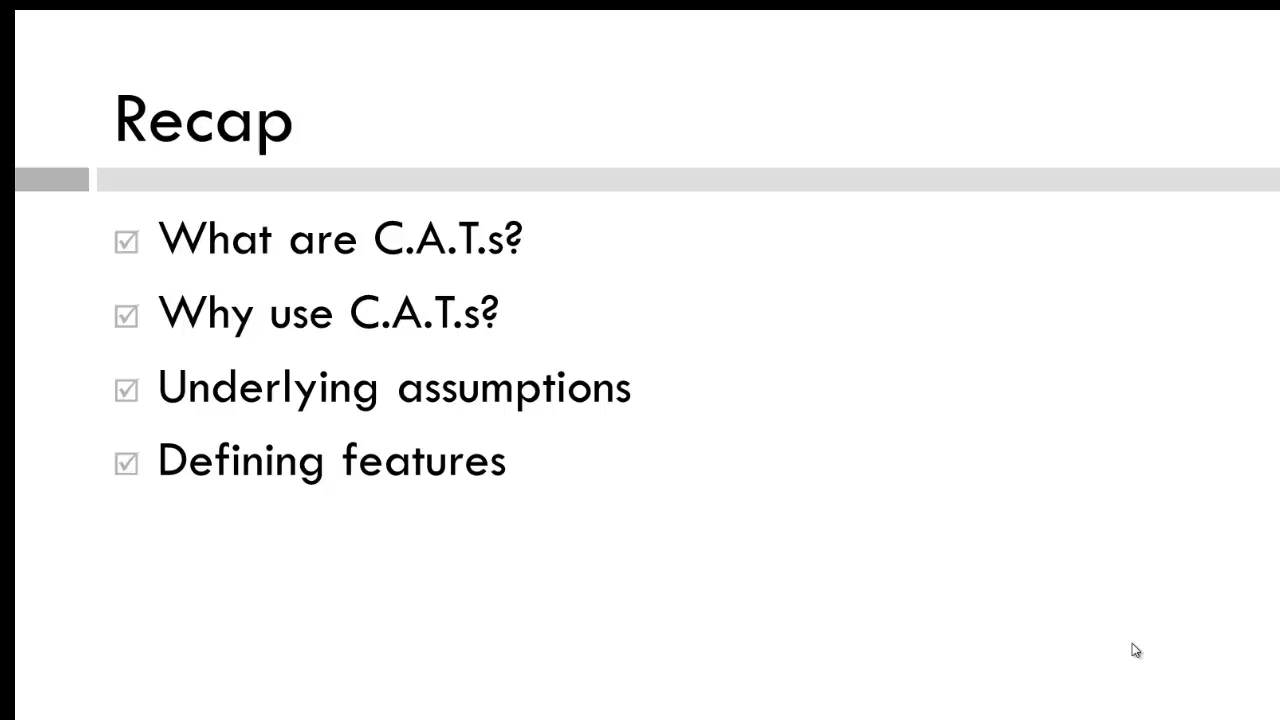 Recap
What are C.A.T.s?
Why use C.A.T.s?
Underlying assumptions
Defining features